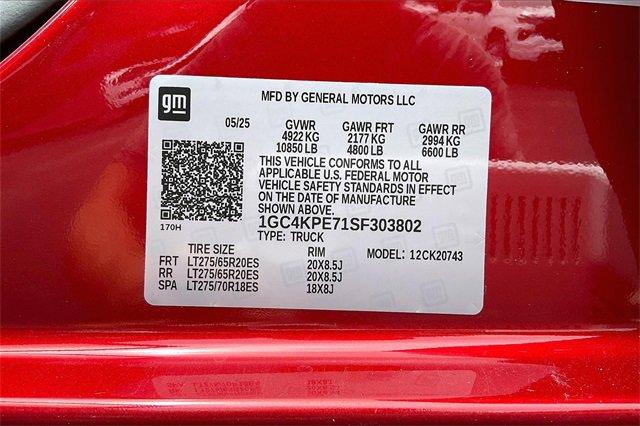 gm
MFD BY GENERAL MOTORS LLC
05/25 GVWR GAWR FRT GAWR RR
4922 KG 2177 KG 2994 KG
10850 LB 4800 LB 6600 LB
THIS VEHICLE CONFORMS TO ALL
APPLICABLE U.S. FEDERAL MOTOR
VEHICLE SAFETY STANDARDS IN EFFECT
ON THE DATE OF MANUFACTURE
SHOWN ABOVE.
170H
1GC4KPE71SF303802
TYPE: TRUCK
TIRE SIZE RIM MODEL: 12CK20743
FRT LT275/65R20ES 20X8.5J
RR LT275/65R20ES 20X8.5J
SPA LT275/70R18ES 18X8J